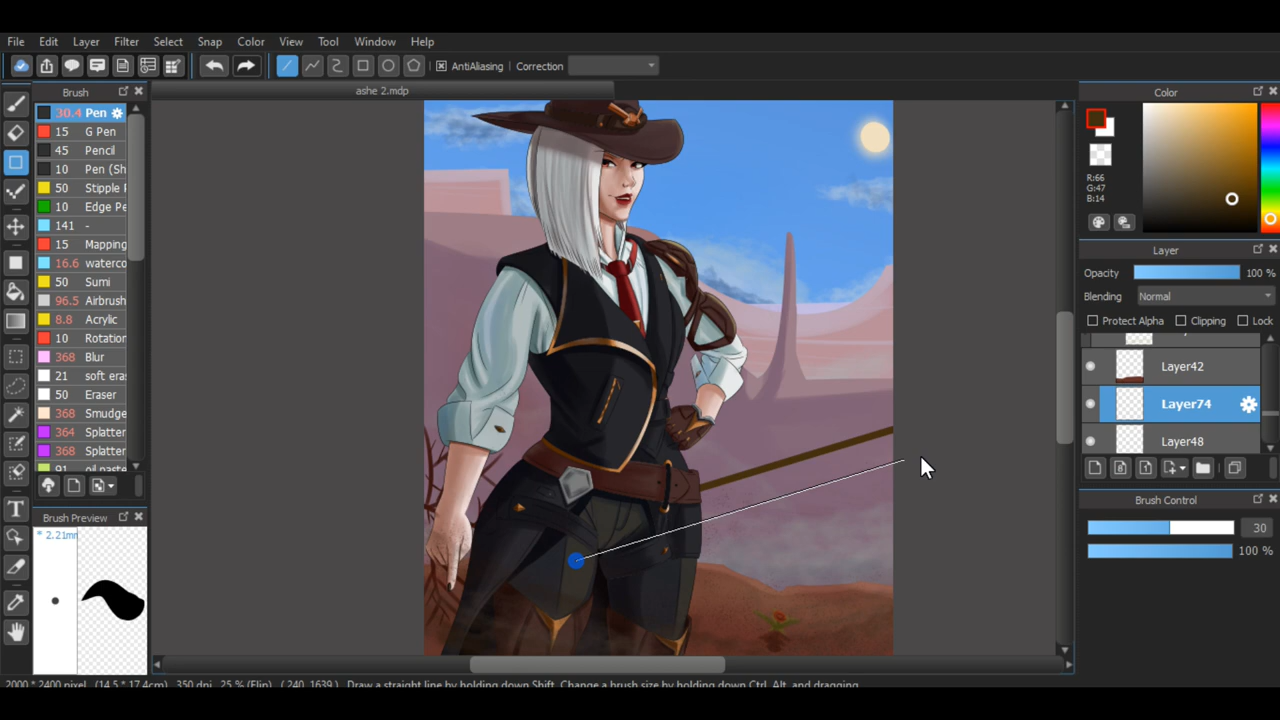 File Edit Layer Filter Select Snap Color View Tool Window Help
AntiAliasing Correction
Brush
ashe 2.mdp
Color
30.4 Pen
15 G Pen
45 Pencil
10 Pen (Sh
50 Stipple
10 Edge Pe
141 -
15 Mapping
16.6 waterco
50 Sumi
96.5 Airbrush
8.8 Acrylic
10 Rotation
368 Blur
21 soft eras
50 Eraser
368 Smudge
364 Splatter
368 Splatter
91 oil paste
R:66
G:47
B:14
Layer
Opacity 100 %
Blending Normal
Protect Alpha Clipping Lock
Layer42
Layer74
Layer48
Brush Preview
* 2.21mm
T
Brush Control
30
100 %
2000 * 2400 pixel (14.5 * 17.4cm) 350 dpi 25 % (Flip) ( 240, 1639 ) Draw a straight line by holding down Shift, Change a brush size by holding down Ctrl, Alt, and dragging